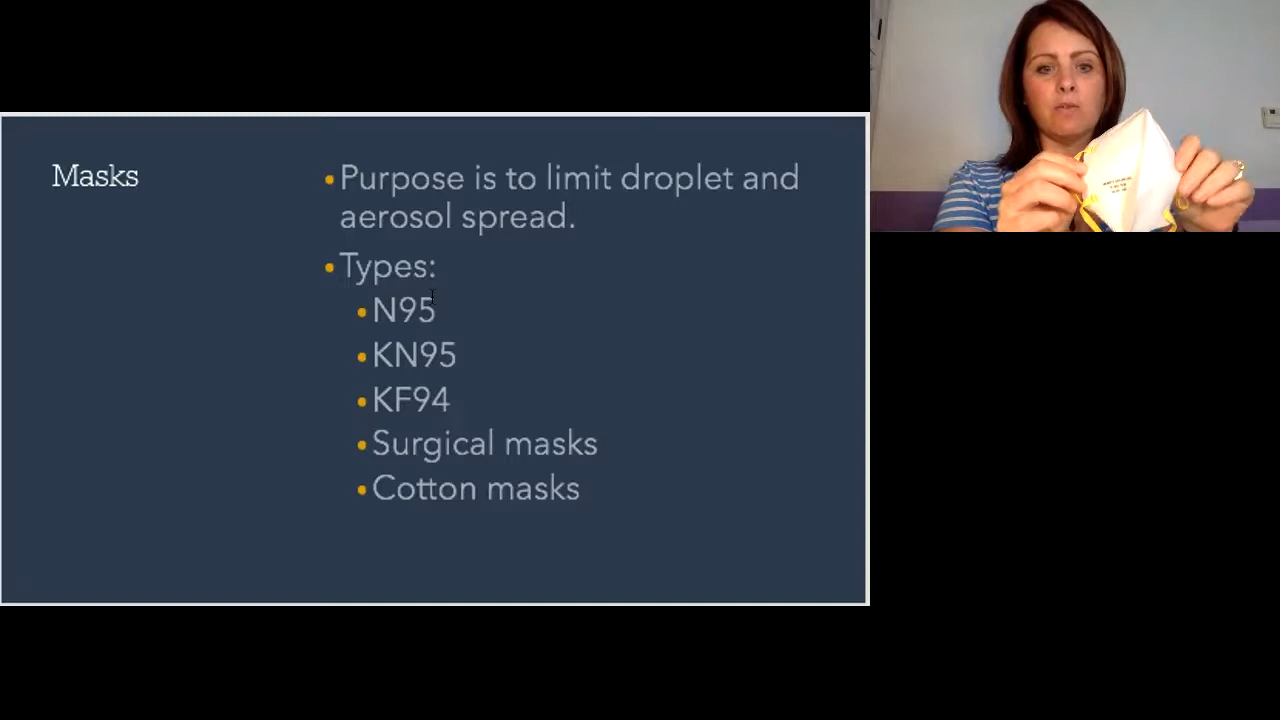 Masks
Purpose is to limit droplet and
aerosol spread.
Types:
N95
KN95
KF94
Surgical masks
Cotton masks